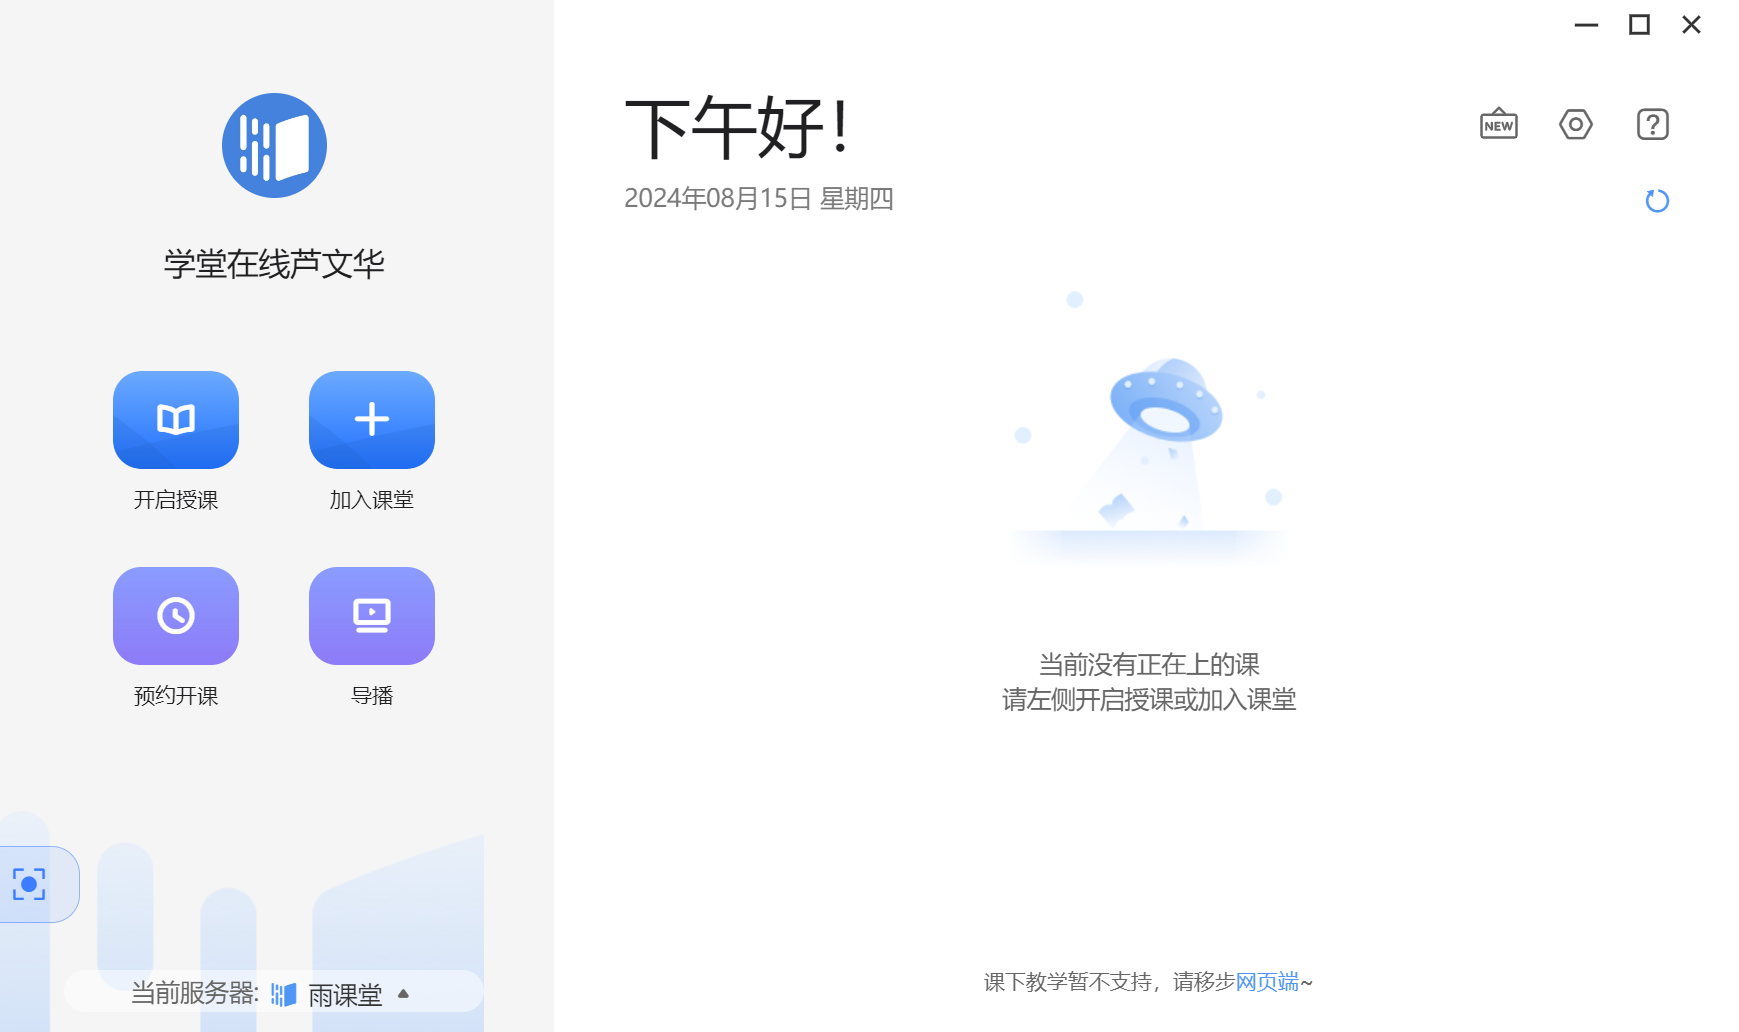 下午好！
NEW
2024年08月15日 星期四
学堂在线芦文华
开启授课
加入课堂
预约开课
导播
当前没有正在上的课
请左侧开启授课或加入课堂
课下教学暂不支持，请移步网页端~
当前服务器: 雨课堂